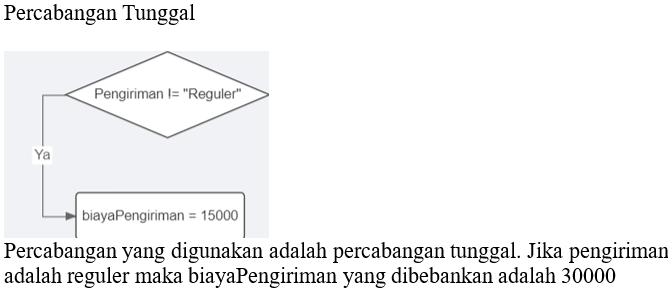 Percabangan Tunggal
Pengiriman != "Reguler"
Ya
biayaPengiriman = 15000
Percabangan yang digunakan adalah percabangan tunggal. Jika pengiriman
adalah reguler maka biayaPengiriman yang dibebankan adalah 30000